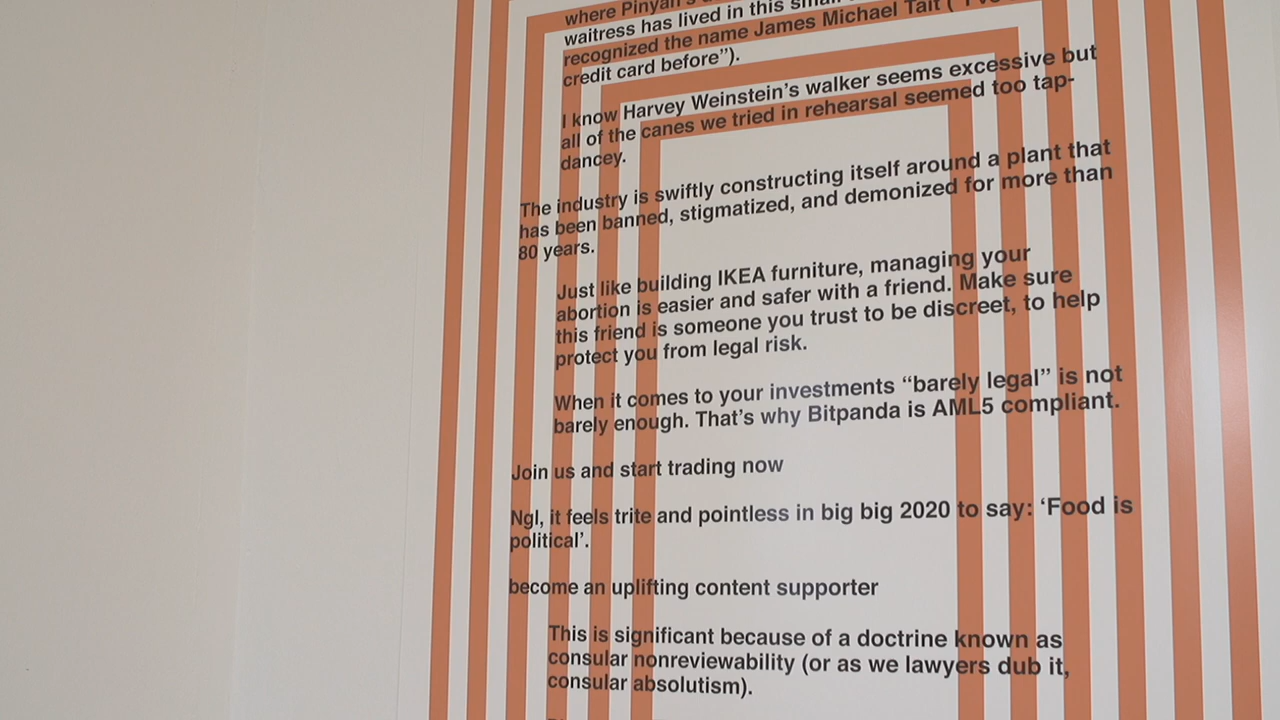 where Pinyan's
waitress has lived in this small
recognized the name James Michael Tait ("I've
credit card before").
I know Harvey Weinstein's walker seems excessive but
all of the canes we tried in rehearsal seemed too tap-
dancey.
The industry is swiftly constructing itself around a plant that
has been banned, stigmatized, and demonized for more than
80 years.
Just like building IKEA furniture, managing your
abortion is easier and safer with a friend. Make sure
this friend is someone you trust to be discreet, to help
protect you from legal risk.
When it comes to your investments “barely legal” is not
barely enough. That's why Bitpanda is AML5 compliant.
Join us and start trading now
Ngl, it feels trite and pointless in big big 2020 to say: ‘Food is
political’.
become an uplifting content supporter
This is significant because of a doctrine known as
consular nonreviewability (or as we lawyers dub it,
consular absolutism).